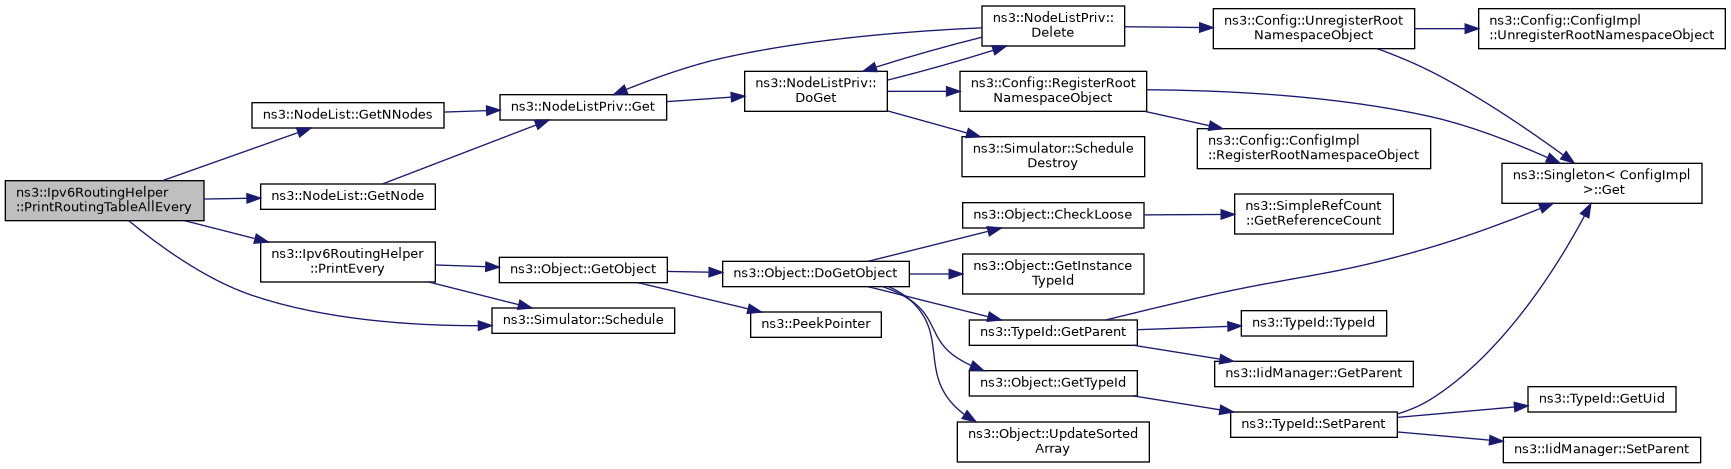 ns3::Ipv6RoutingHelper
::PrintRoutingTableAllEvery
ns3::NodeList::GetNNodes
ns3::NodeList::GetNode
ns3::Ipv6RoutingHelper
::PrintEvery
ns3::Simulator::Schedule
ns3::NodeListPriv::Get
ns3::Object::GetObject
ns3::NodeListPriv::
DoGet
ns3::Object::DoGetObject
ns3::PeekPointer
ns3::NodeListPriv::
Delete
ns3::Config::RegisterRoot
NamespaceObject
ns3::Simulator::Schedule
Destroy
ns3::Object::CheckLoose
ns3::Object::GetInstance
TypeId
ns3::TypeId::GetParent
ns3::Object::GetTypeId
ns3::Object::UpdateSorted
Array
ns3::Config::UnregisterRoot
NamespaceObject
ns3::Config::ConfigImpl
::RegisterRootNamespaceObject
ns3::SimpleRefCount
::GetReferenceCount
ns3::TypeId::TypeId
ns3::IidManager::GetParent
ns3::TypeId::SetParent
ns3::Config::ConfigImpl
::UnregisterRootNamespaceObject
ns3::Singleton< ConfigImpl
>::Get
ns3::TypeId::GetUid
ns3::IidManager::SetParent